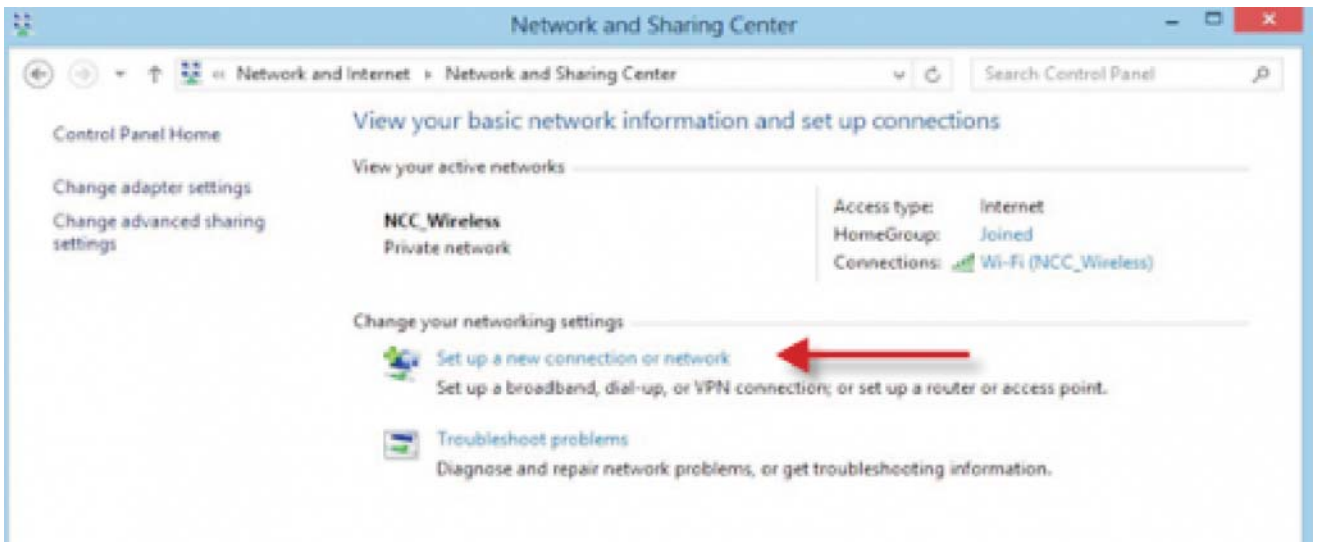 Network and Sharing Center
« Network and Internet ▸ Network and Sharing Center
Search Control Panel
Control Panel Home
Change adapter settings
Change advanced sharing
settings
View your basic network information and set up connections
View your active networks
NCC_Wireless
Private network
Access type: Internet
HomeGroup: Joined
Connections: Wi-Fi (NCC_Wireless)
Change your networking settings
Set up a new connection or network
Set up a broadband, dial-up, or VPN connection; or set up a router or access point.
Troubleshoot problems
Diagnose and repair network problems, or get troubleshooting information.